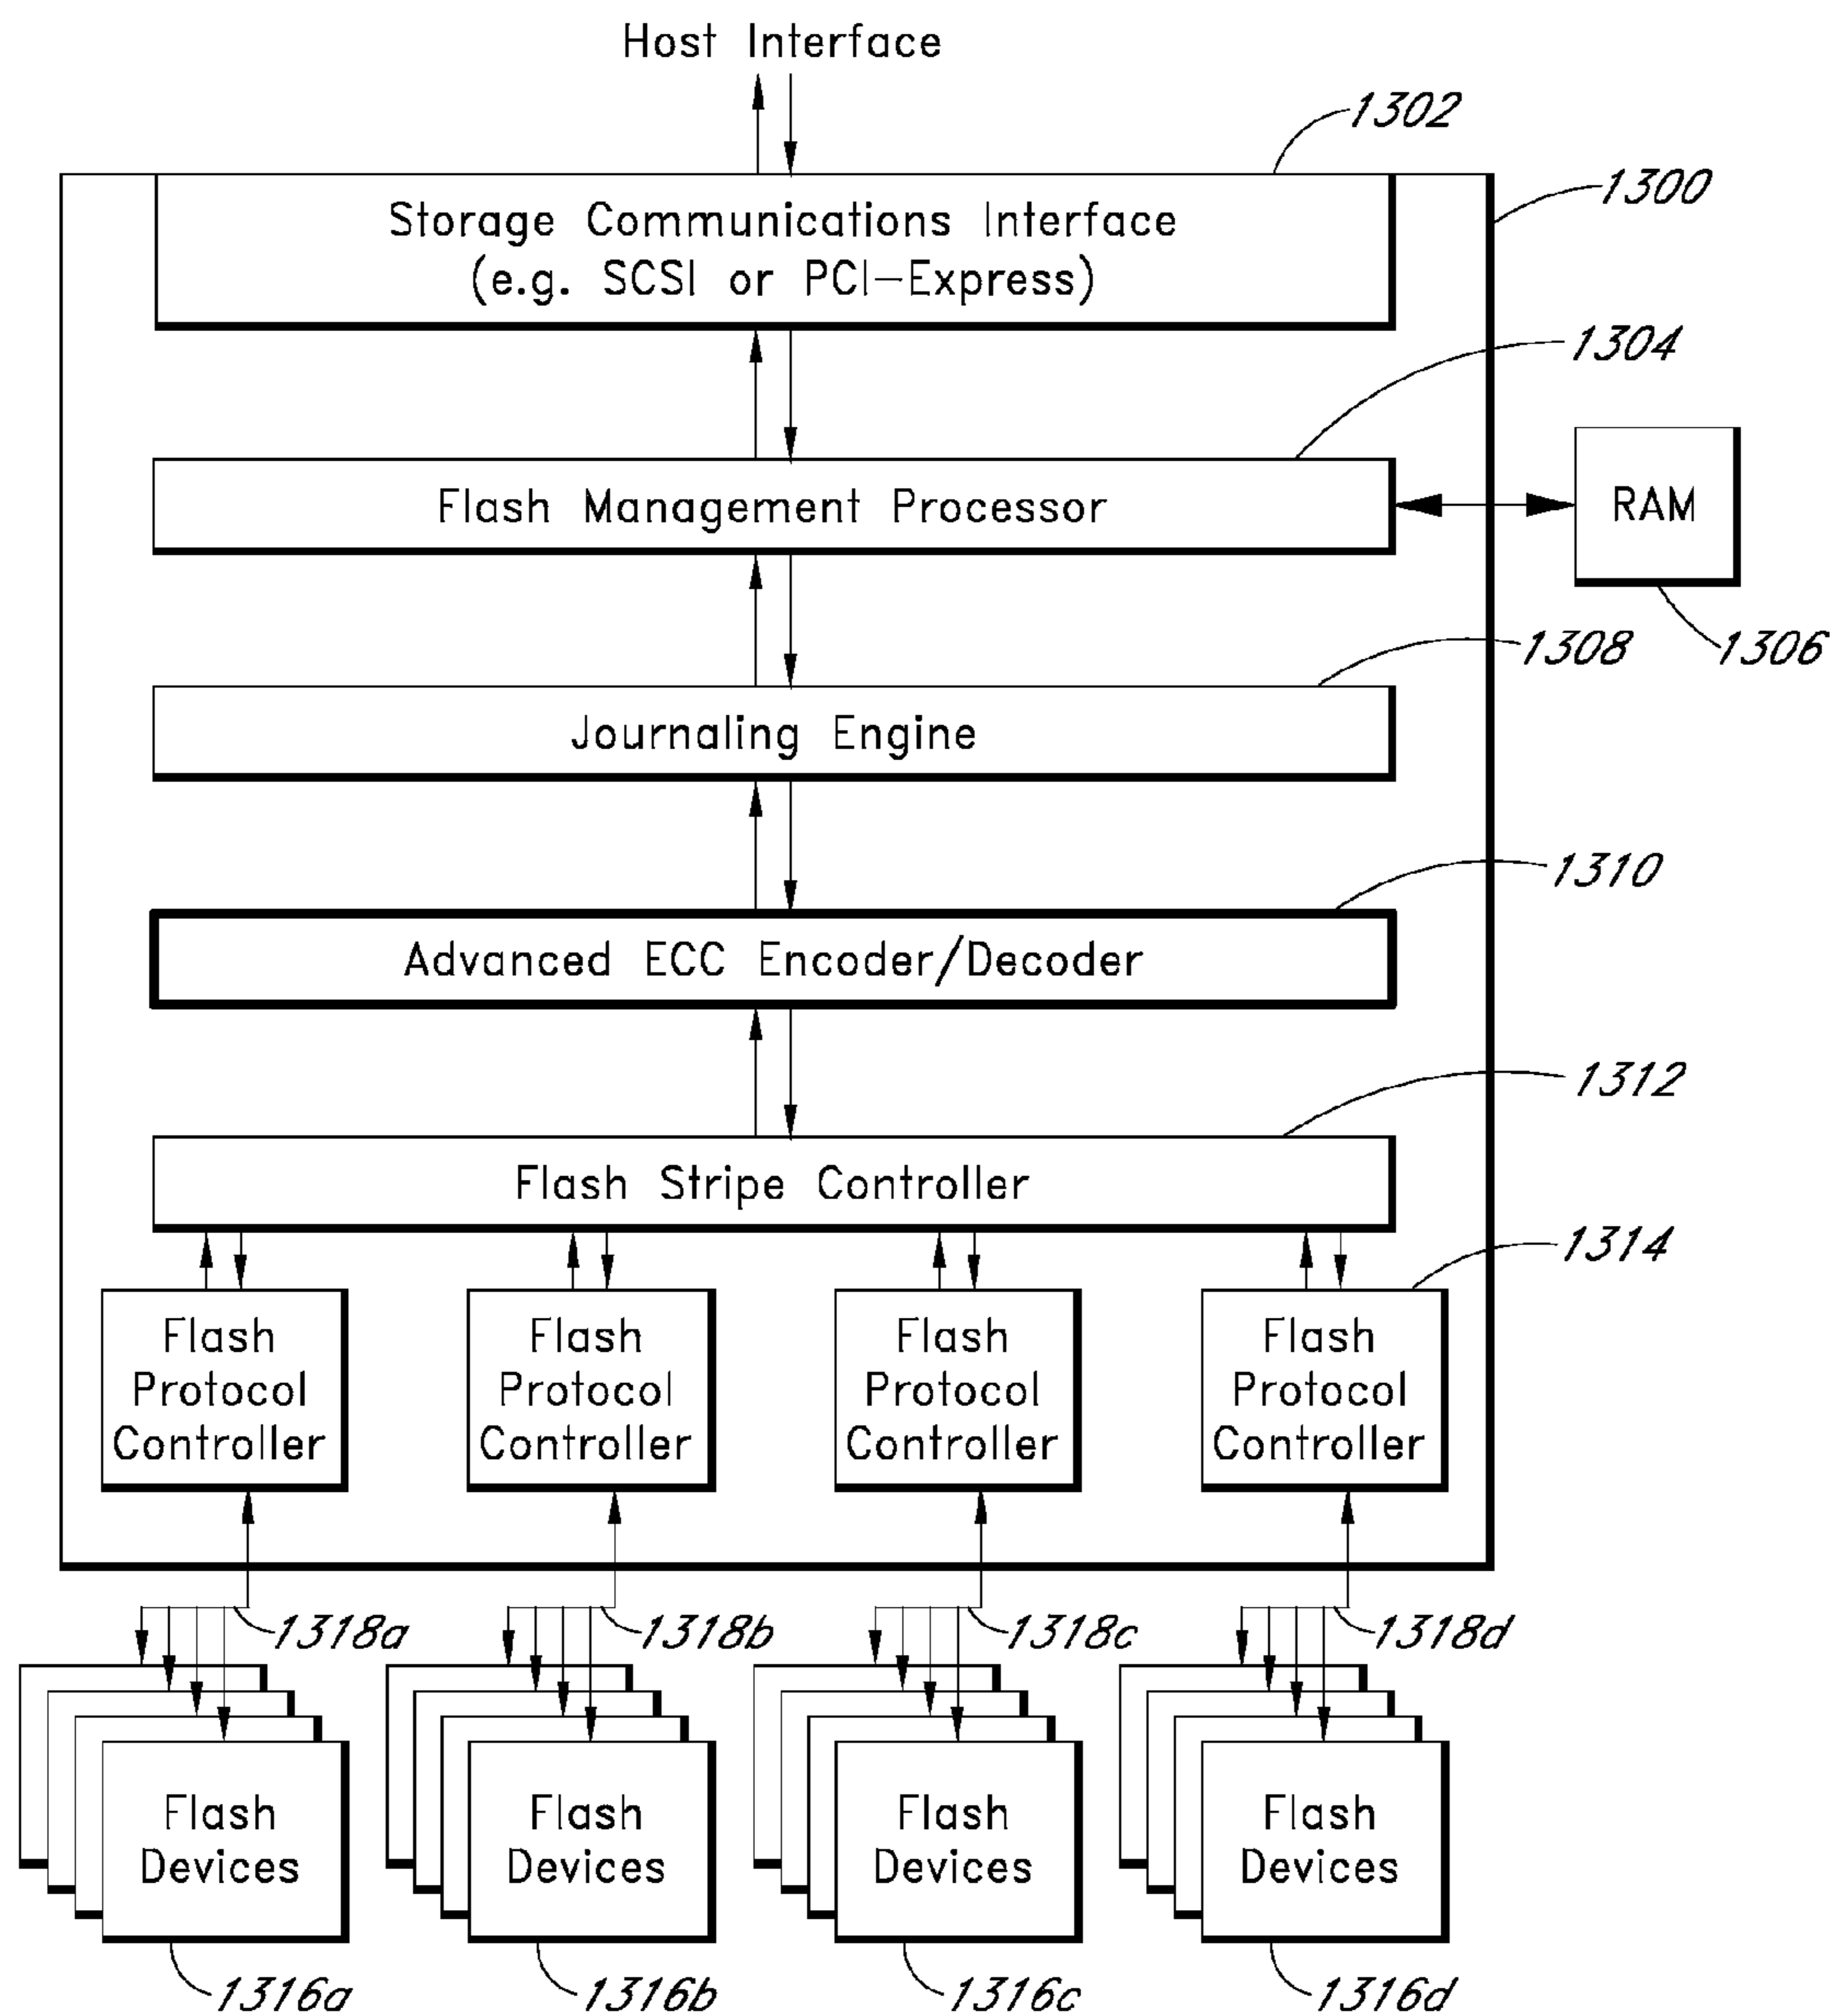 Host Interface
1302
1300
Storage Communications Interface
(e.g. SCSI or PCI-Express)
1304
Flash Management Processor
RAM
1306
1308
Journaling Engine
1310
Advanced ECC Encoder/Decoder
1312
Flash Stripe Controller
1314
Flash
Protocol
Controller
Flash
Protocol
Controller
Flash
Protocol
Controller
Flash
Protocol
Controller
1318a
1318b
1318c
1318d
Flash
Devices
Flash
Devices
Flash
Devices
Flash
Devices
1316a
1316b
1316c
1316d